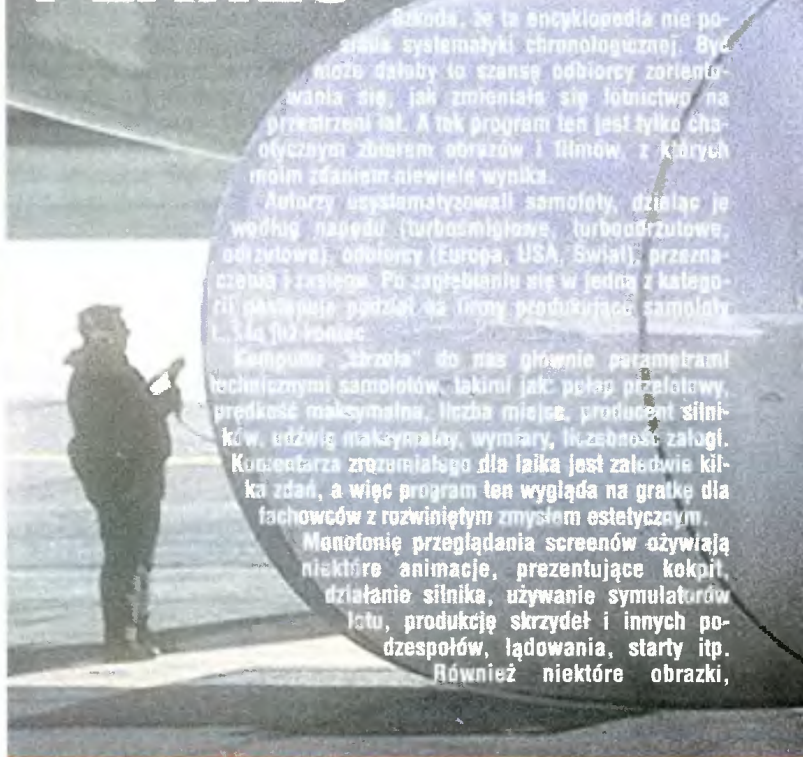 Szkoda, że ta encyklopedia nie po-
siada systematyki chronologicznej. Być
może dałoby to szansę odbiorcy zoriento-
wania się, jak zmieniało się lotnictwo na
przestrzeni lat. A tak program ten jest tylko cha-
otycznym zbiorem obrazów i filmów, z których
moim zdaniem niewiele wynika.
Autorzy usystematyzowali samoloty, dzieląc je
według napędu (turbośmigłowe, turboodrzutowe,
odrzutowe), odbiorcy (Europa, USA, Świat), przezna-
czenia i zasięgu. Po zagłębieniu się w jedną z katego-
rii następuje podział na firmy produkujące samoloty
i... już koniec.
Komputer „strzela" do nas głównie parametrami
technicznymi samolotów, takimi jak: pułap przelotowy,
prędkość maksymalna, liczba miejsc, producent silni-
ków, udźwig maksymalny, wymiary, liczebność załogi.
Komentarza zrozumiałego dla laika jest zaledwie kil-
ka zdań, a więc program ten wygląda na gratkę dla
fachowców z rozwiniętym zmysłem estetycznym.
Monotonię przeglądania screenów ożywiają
niektóre animacje, prezentujące kokpit,
działanie silnika, używanie symulatorów
lotu, produkcję skrzydeł i innych po-
dzespołów, lądowania, starty itp.
Również niektóre obrazki,